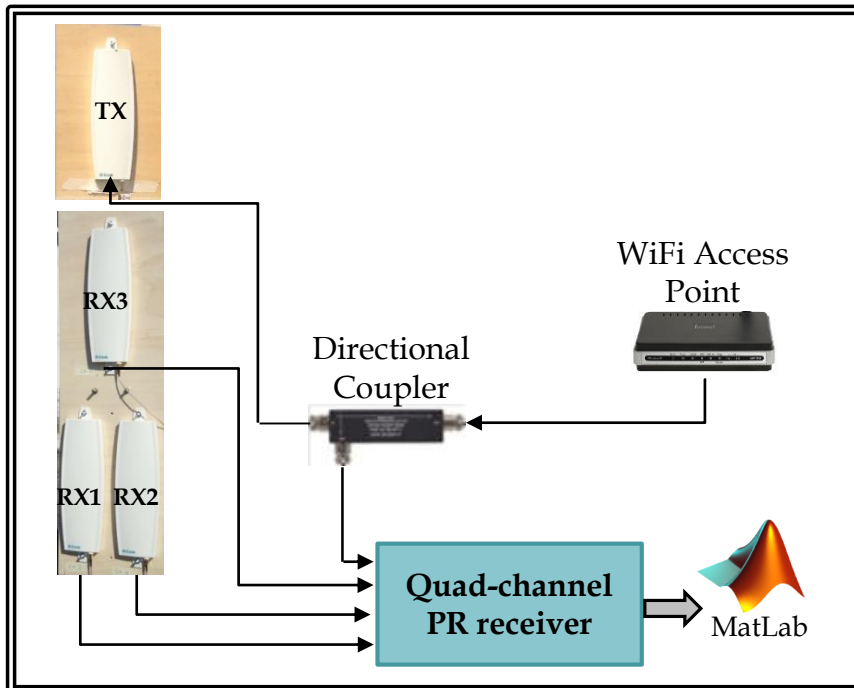 TX
RX3
RX1
RX2
Directional
Coupler
WiFi Access
Point
Quad-channel
PR receiver
MatLab